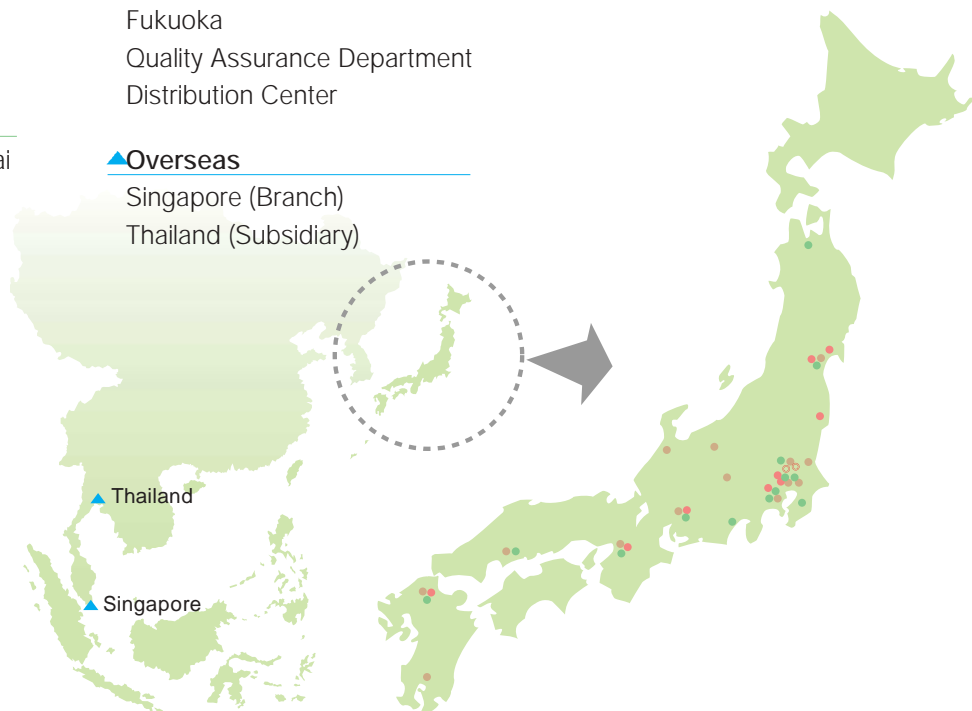 Fukuoka
Quality Assurance Department
Distribution Center
Overseas
Singapore (Branch)
Thailand (Subsidiary)
Thailand
Singapore